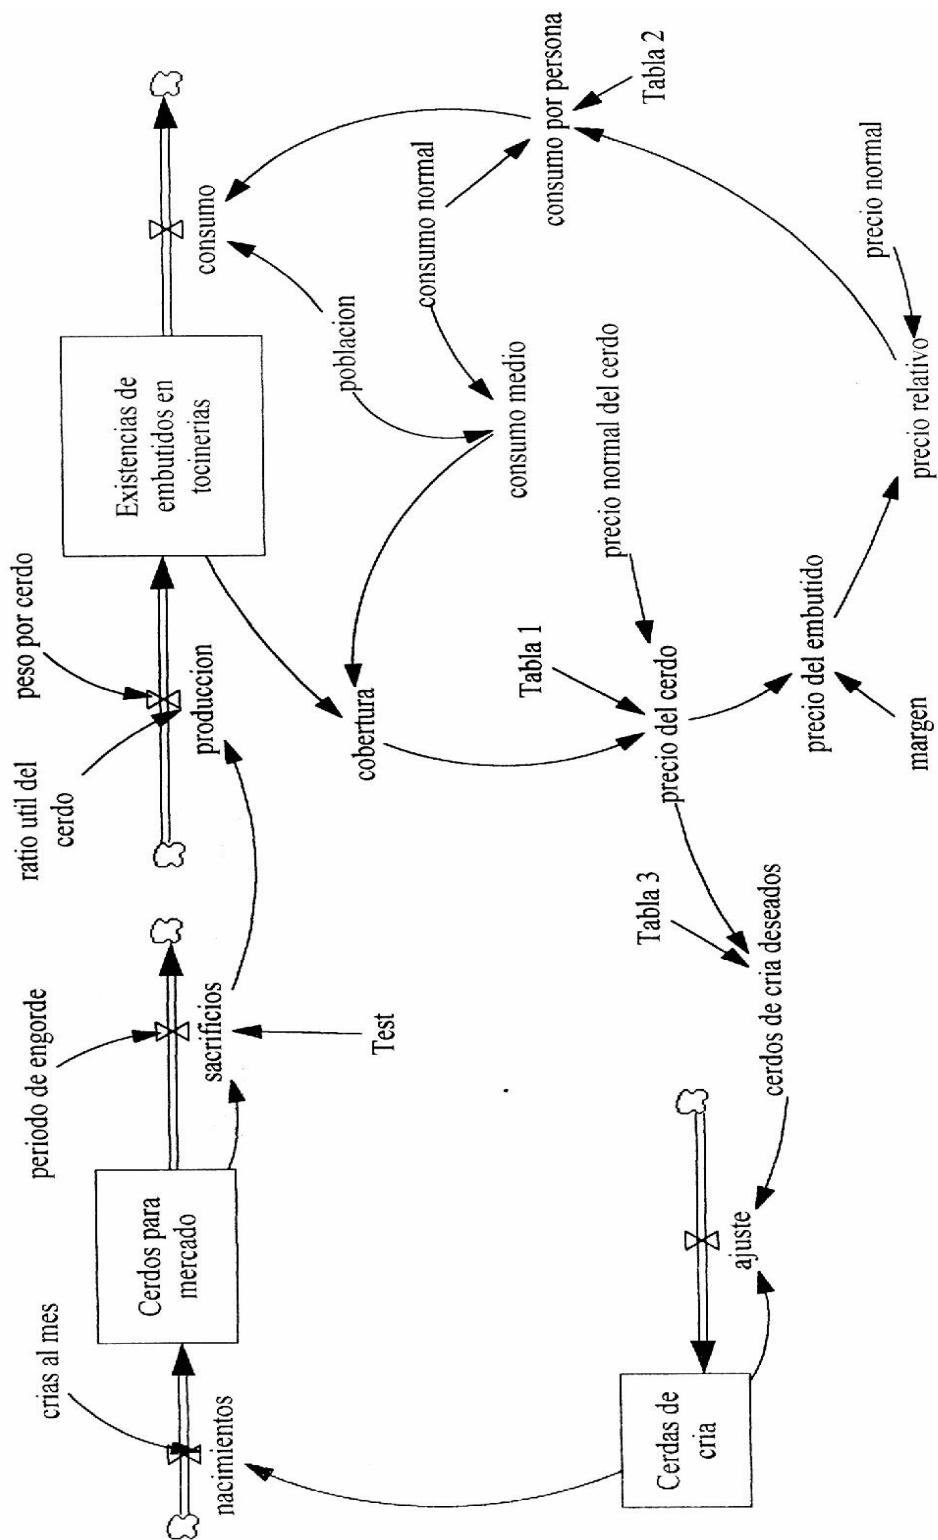 crias al mes
nacimientos
Cerdos para
mercado
periodo de engorde
sacrificios
Test
ratio util del
cerdo
peso por cerdo
produccion
Existencias de
embutidos en
tocinerias
consumo
poblacion
consumo normal
consumo medio
cobertura
consumo por persona
Tabla 2
Tabla 1
precio normal del cerdo
precio del cerdo
Tabla 3
cerdos de cria deseados
ajuste
Cerdas de
cria
precio del embutido
margen
precio relativo
precio normal